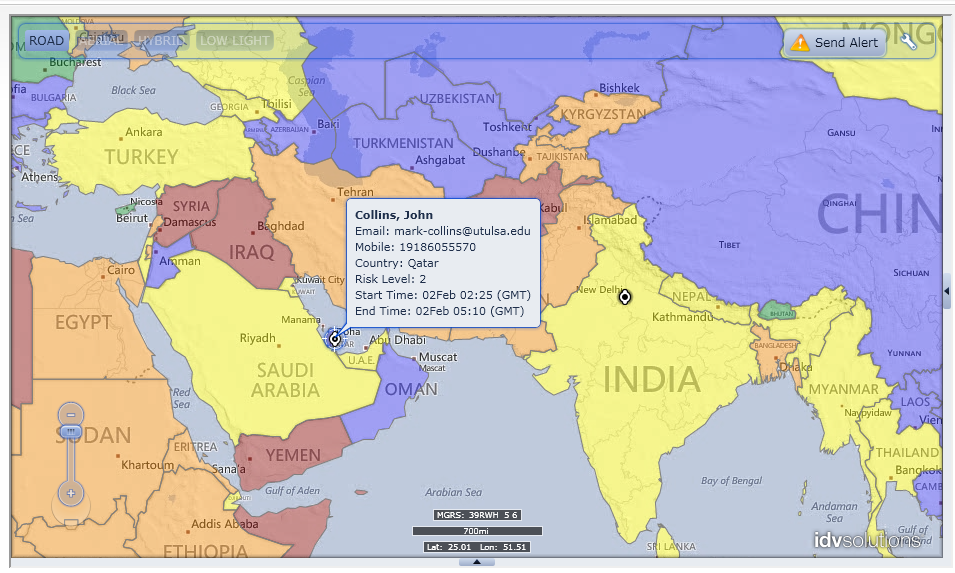 ROAD AERIAL HYBRID LOW-LIGHT
Send Alert
MONGO
MOLDOVA
Chisinau
Bucharest
Black Sea
BULGARIA
GEORGIA
Tbilisi
Caspian
Sea
Bishkek
UZBEKISTAN
KYRGYZSTAN
Toshkent
AZERBAIJAN
Baki
Ankara
TURKEY
TURKMENISTAN
Dushanbe
TAJIKISTAN
Ashgabat
GANSU
Athens
Tehran
Nicosia
SYRIA
Beirut
Damascus
Kabul
Islamabad
QINGHAI
CHIN
Baghdad
IRAQ
TIBET
Amman
Cairo
Kuwait City
KUWAIT
SICHUAN
Collins, John
Email: mark-collins@utulsa.edu
Mobile: 19186055570
Country: Qatar
Risk Level: 2
Start Time: 02Feb 02:25 (GMT)
End Time: 02Feb 05:10 (GMT)
New Delhi
NEPAL
Kathmandu
BHUTAN
EGYPT
Manama
Doha
Abu Dhabi
Riyadh
U.A.E.
Muscat
Muscat
BANGLADESH
Dhaka
YUNNAN
SAUDI
ARABIA
OMAN
INDIA
MYANMAR
Red
Sea
LAOS
Naypyidaw
Vien
SUDAN
ERITREA
YEMEN
THAILAND
Khartoum
Sana'a
Bangkok
Gulf of Aden
Arabian Sea
Bay of Bengal
CAMB
DJIBOUTI
Andaman
Sea
Addis Ababa
MGRS: 39RWH 5 6
700mi
Gulf of
ETHIOPIA
Lat: 25.01 Lon: 51.51
SRI LANKA
idvsolutions